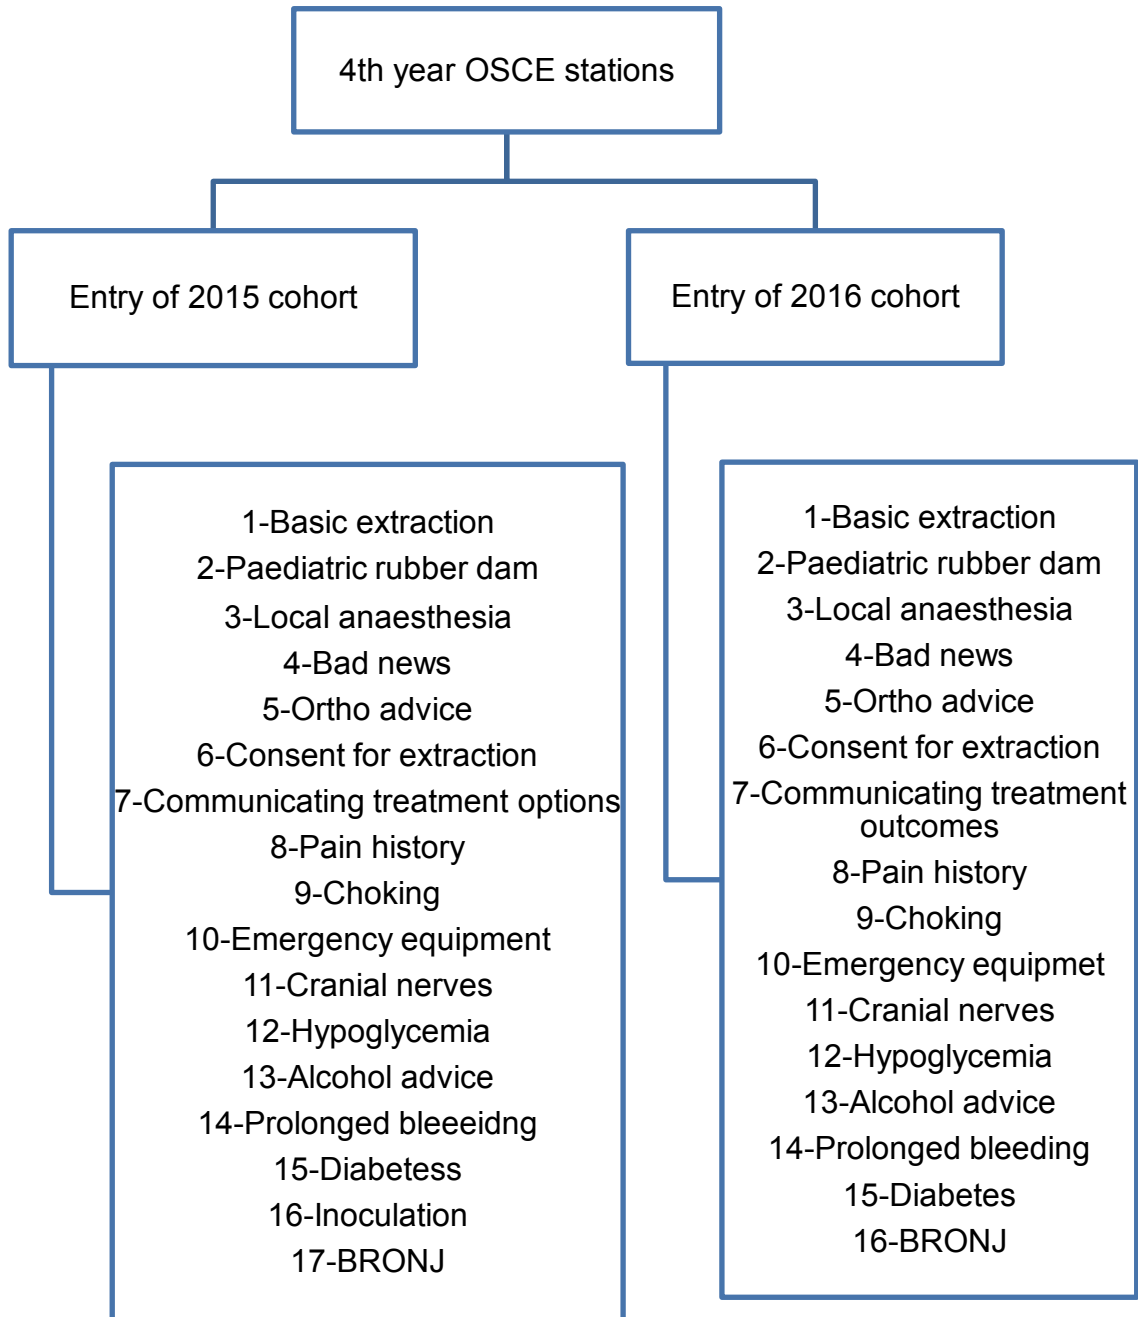 4th year OSCE stations
Entry of 2015 cohort
Entry of 2016 cohort
1-Basic extraction
2-Paediatric rubber dam
3-Local anaesthesia
4-Bad news
5-Ortho advice
6-Consent for extraction
7-Communicating treatment options
8-Pain history
9-Choking
10-Emergency equipment
11-Cranial nerves
12-Hypoglycemia
13-Alcohol advice
14-Prolonged bleeeidng
15-Diabetess
16-Inoculation
17-BRONJ
1-Basic extraction
2-Paediatric rubber dam
3-Local anaesthesia
4-Bad news
5-Ortho advice
6-Consent for extraction
7-Communicating treatment
outcomes
8-Pain history
9-Choking
10-Emergency equipmet
11-Cranial nerves
12-Hypoglycemia
13-Alcohol advice
14-Prolonged bleeding
15-Diabetes
16-BRONJ